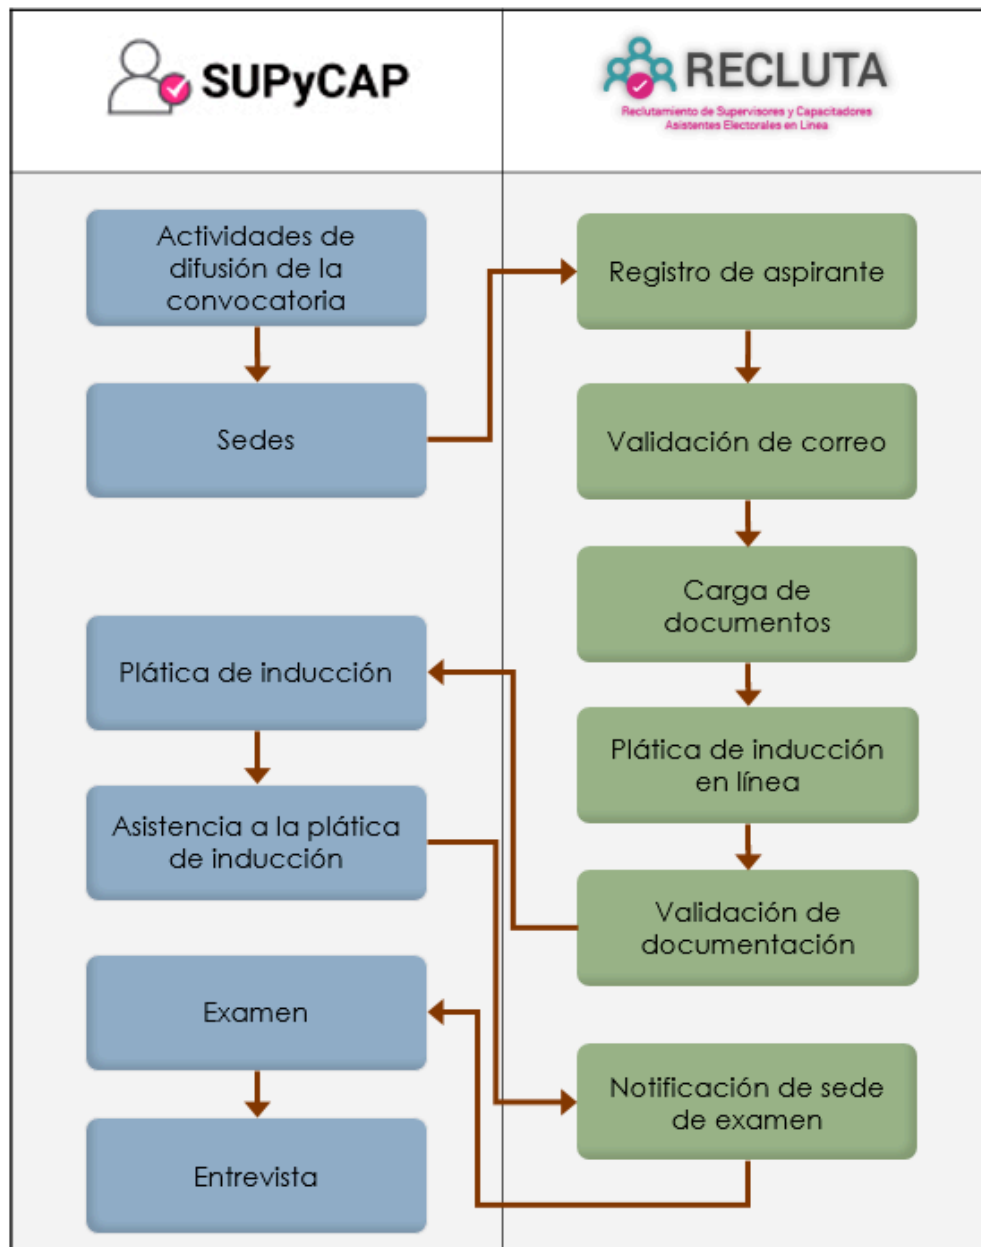 SUPyCAP
RECLUTA
Reclutamiento de Supervisores y Capacitadores
Asistentes Electorales en Línea
Actividades de
difusión de la
convocatoria
Sedes
Plática de inducción
Asistencia a la plática
de inducción
Examen
Entrevista
Registro de aspirante
Validación de correo
Carga de
documentos
Plática de inducción
en línea
Validación de
documentación
Notificación de sede
de examen